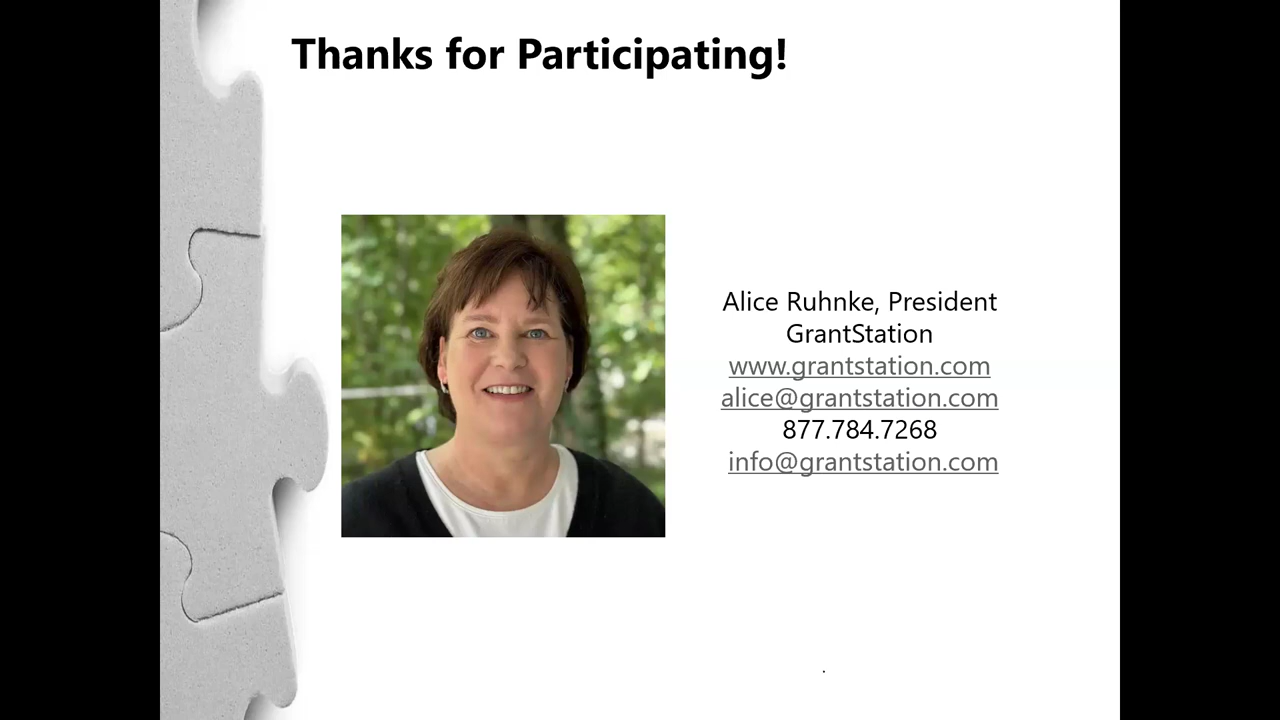 Thanks for Participating!
Alice Ruhnke, President
GrantStation
www.grantstation.com
alice@grantstation.com
877.784.7268
info@grantstation.com
.